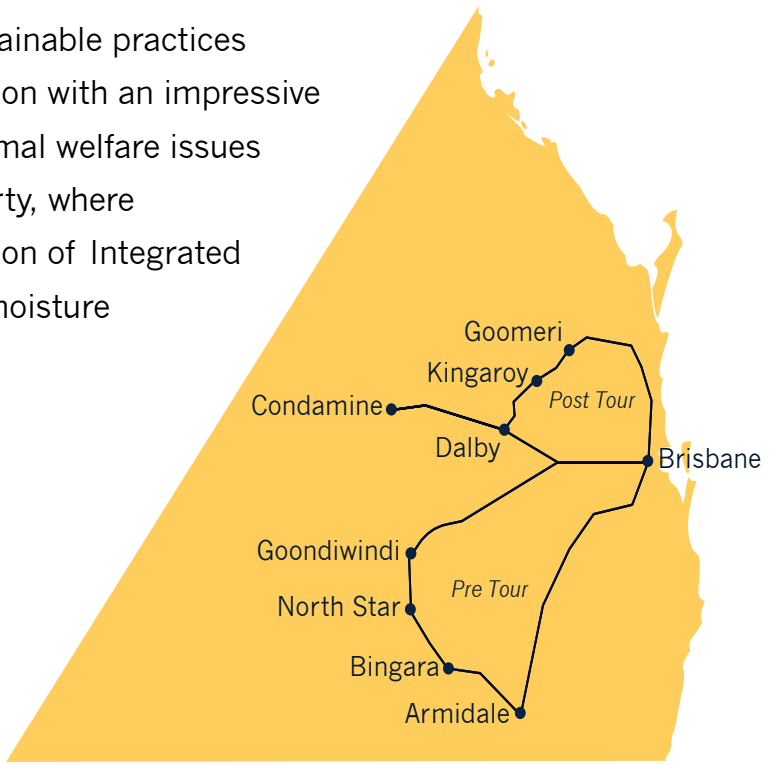 ainable practices
on with an impressive
mal welfare issues
rty, where
on of Integrated
moisture
Goomeri
Kingaroy
Post Tour
Condamine
Dalby
Brisbane
Goondiwindi
Pre Tour
North Star
Bingara
Armidale